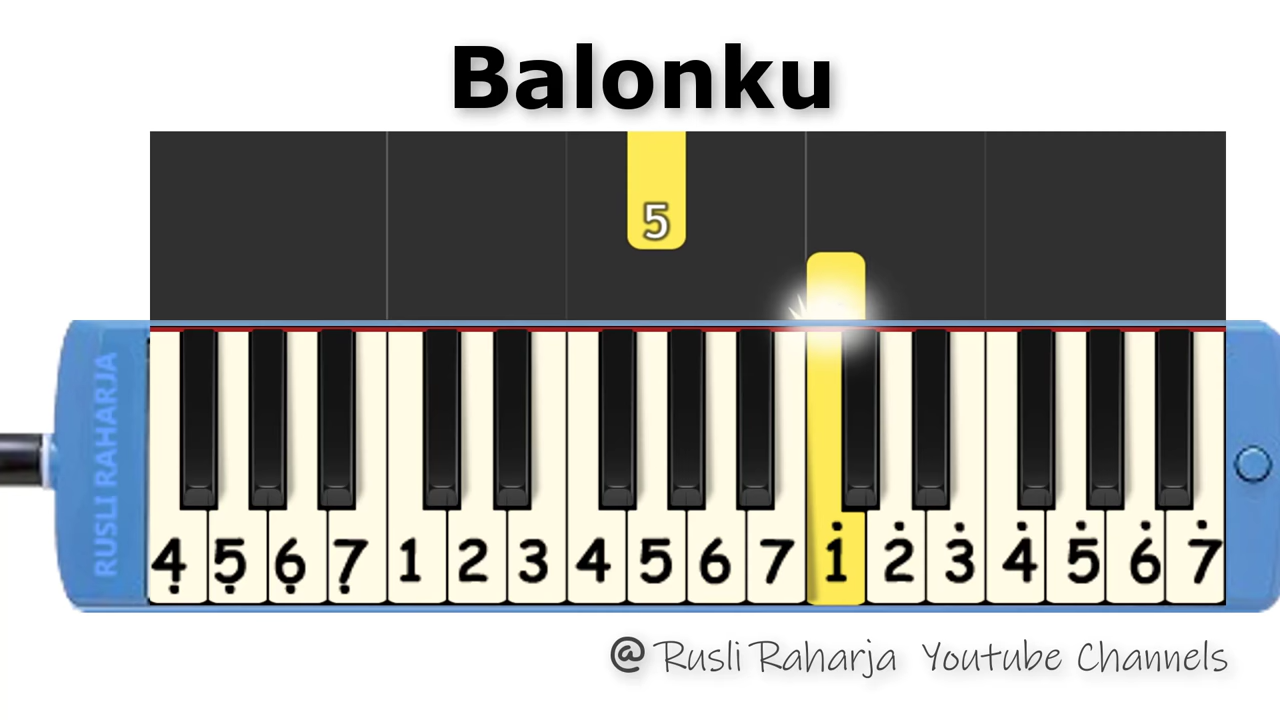 Balonku
5
RUSLI RAHARJA
4̣ 5̣ 6̣ 7̣ 1 2 3 4 5 6 7 1̇ 2̇ 3̇ 4̇ 5̇ 6̇ 7̇
@ Rusli Raharja Youtube Channels